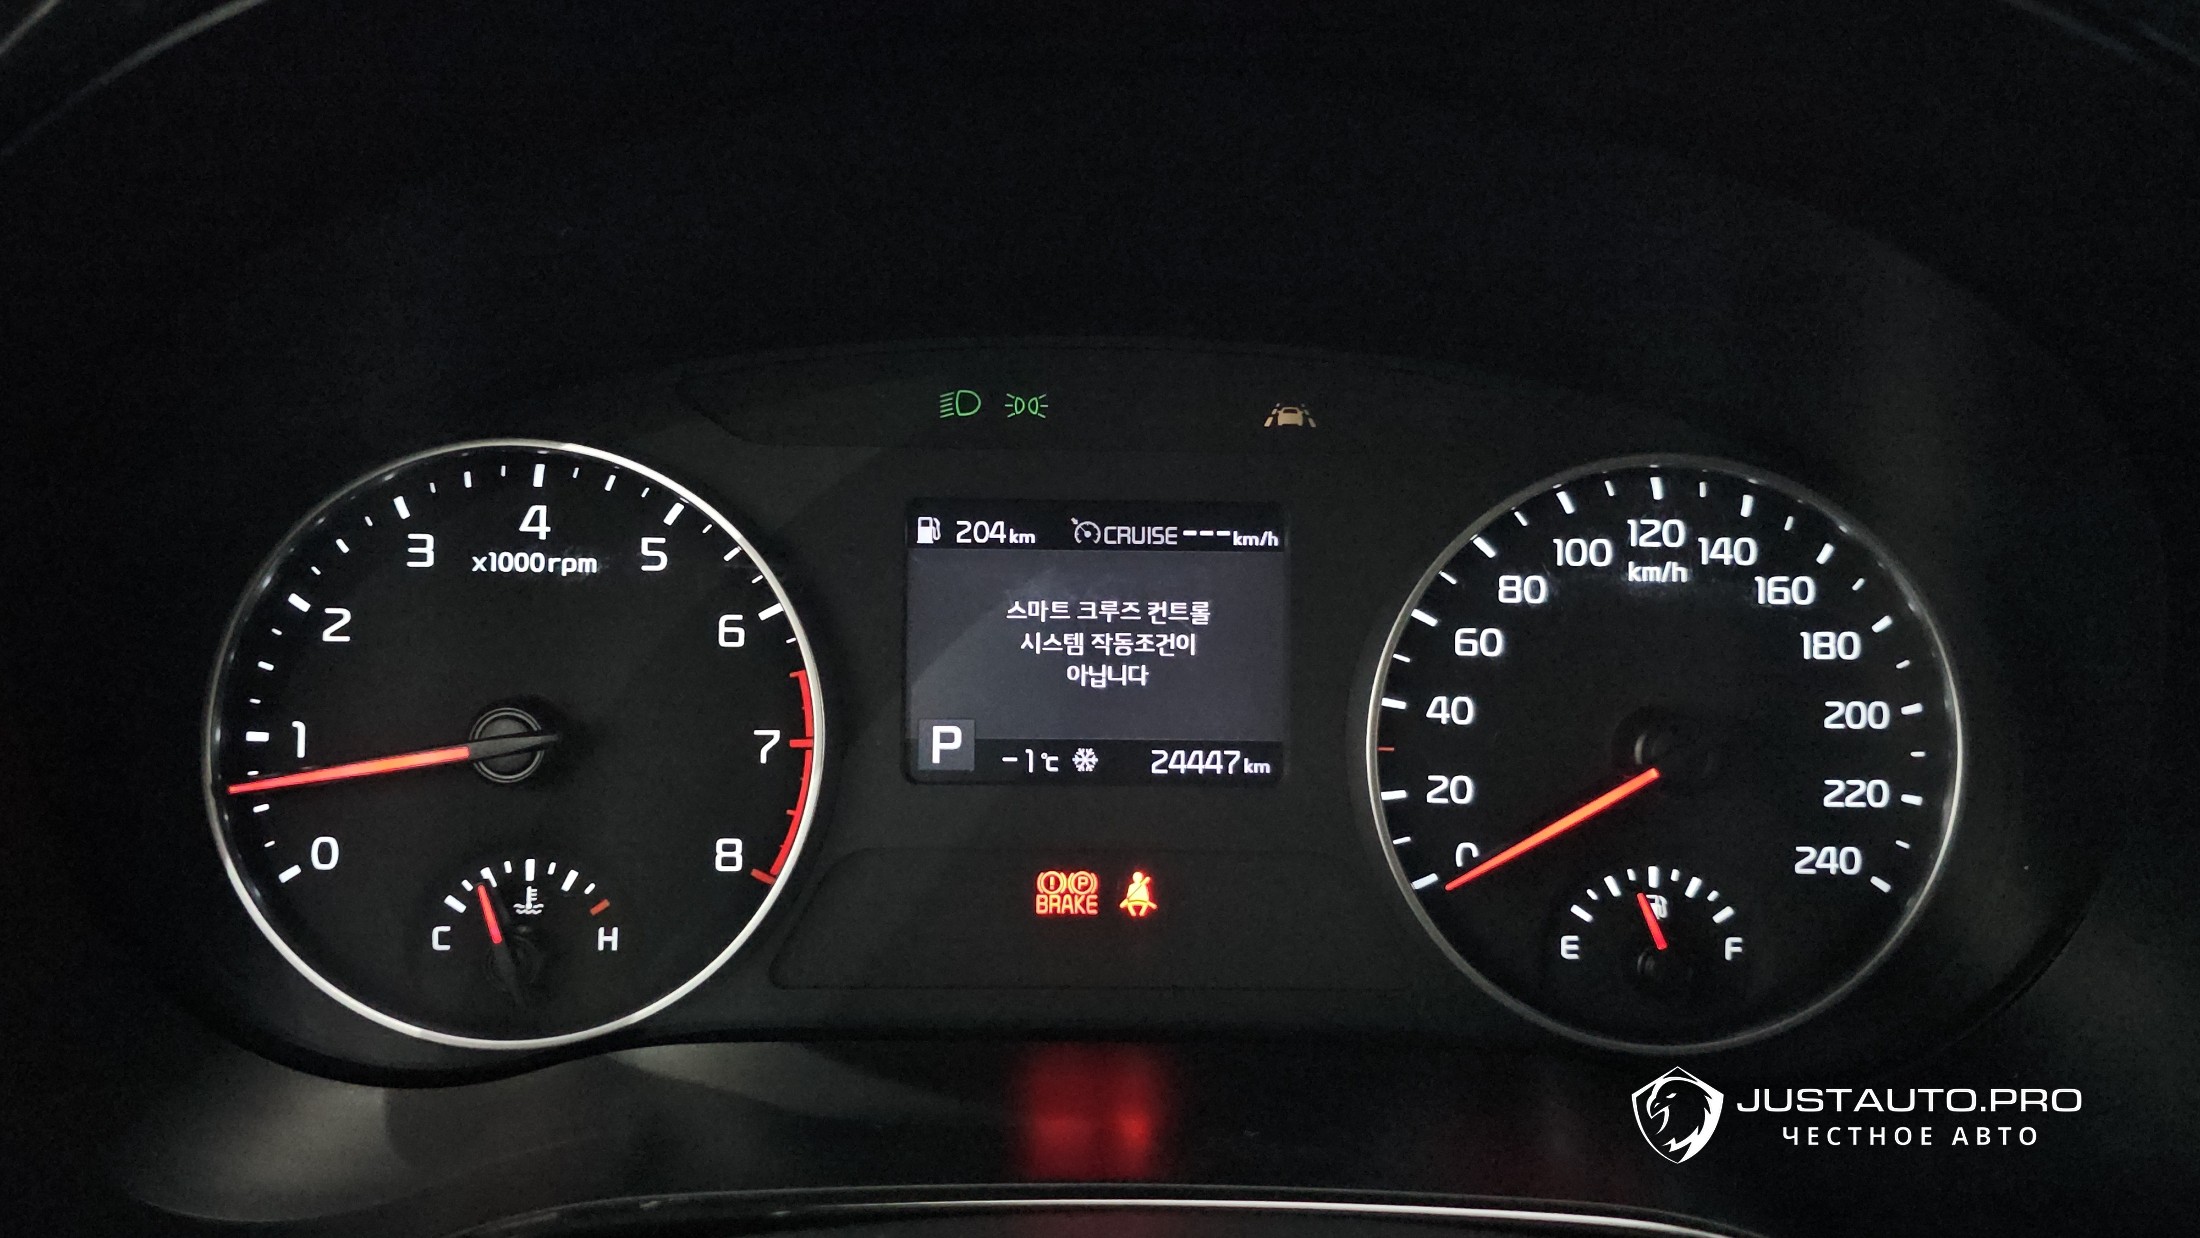 0
1
2
3
4
5
6
7
8
x1000rpm
C
H
204km
CRUISE---km/h
스마트 크루즈 컨트롤
시스템 작동조건이
아닙니다
P
-1℃
24447km
BRAKE
P
0
20
40
60
80
100
120
140
160
180
200
220
240
km/h
E
F
JUSTAUTO.PRO
ЧЕСТНОЕ АВТО